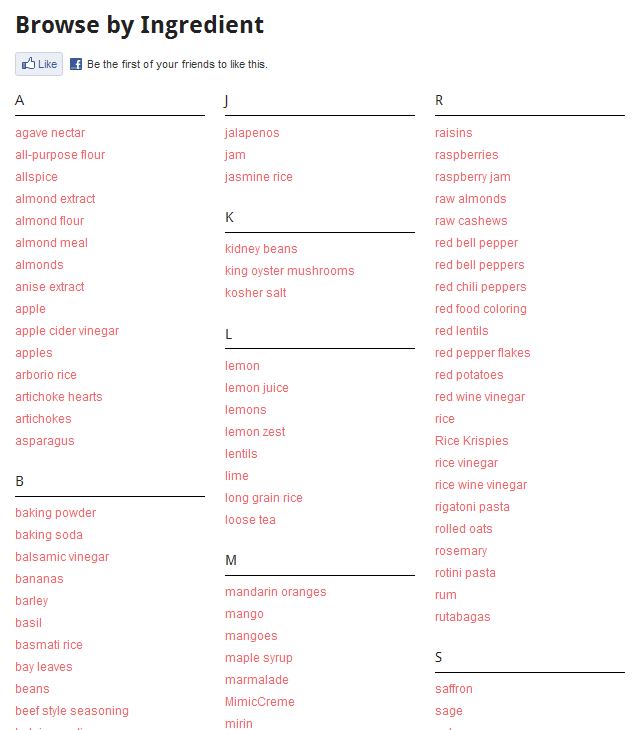 Browse by Ingredient
Like
Be the first of your friends to like this.
A
agave nectar
all-purpose flour
allspice
almond extract
almond flour
almond meal
almonds
anise extract
apple
apple cider vinegar
apples
arborio rice
artichoke hearts
artichokes
asparagus
B
baking powder
baking soda
balsamic vinegar
bananas
barley
basil
basmati rice
bay leaves
beans
beef style seasoning
J
jalapenos
jam
jasmine rice
K
kidney beans
king oyster mushrooms
kosher salt
L
lemon
lemon juice
lemons
lemon zest
lentils
lime
long grain rice
loose tea
M
mandarin oranges
mango
mangoes
maple syrup
marmalade
MimicCreme
mirin
R
raisins
raspberries
raspberry jam
raw almonds
raw cashews
red bell pepper
red bell peppers
red chili peppers
red food coloring
red lentils
red pepper flakes
red potatoes
red wine vinegar
rice
Rice Krispies
rice vinegar
rice wine vinegar
rigatoni pasta
rolled oats
rosemary
rotini pasta
rum
rutabagas
S
saffron
sage